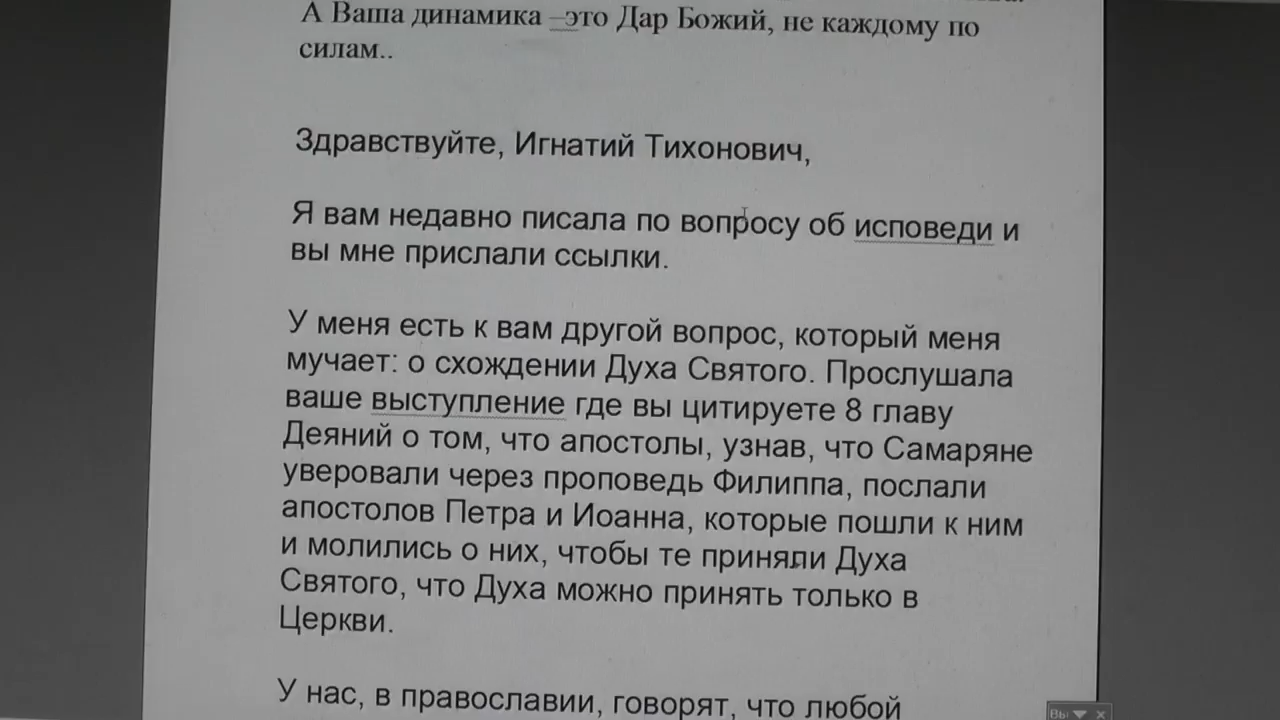 А Ваша динамика –это Дар Божий, не каждому по
силам..
Здравствуйте, Игнатий Тихонович,
Я вам недавно писала по вопросу об исповеди и
вы мне прислали ссылки.
У меня есть к вам другой вопрос, который меня
мучает: о схождении Духа Святого. Прослушала
ваше выступление где вы цитируете 8 главу
Деяний о том, что апостолы, узнав, что Самаряне
уверовали через проповедь Филиппа, послали
апостолов Петра и Иоанна, которые пошли к ним
и молились о них, чтобы те приняли Духа
Святого, что Духа можно принять только в
Церкви.
У нас, в православии, говорят, что любой